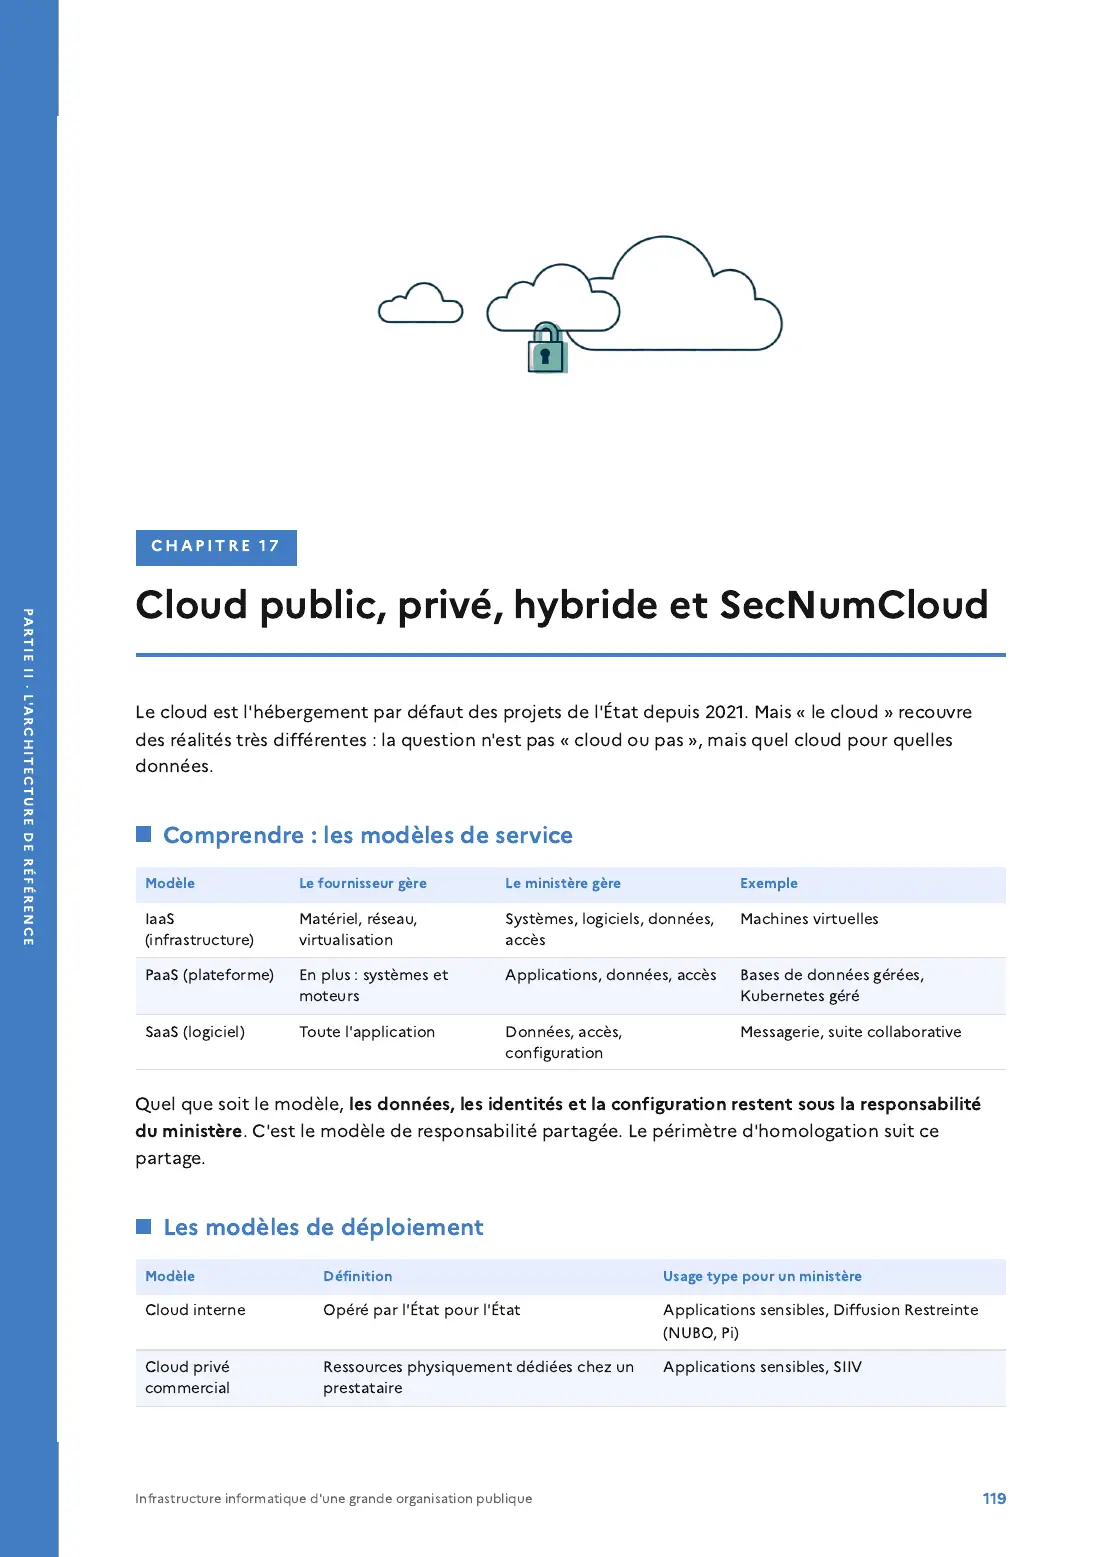 PARTIE II · L'ARCHITECTURE DE RÉFÉRENCE
CHAPITRE 17
Cloud public, privé, hybride et SecNumCloud
Le cloud est l'hébergement par défaut des projets de l'État depuis 2021. Mais « le cloud » recouvre
des réalités très différentes : la question n'est pas « cloud ou pas », mais quel cloud pour quelles
données.
Comprendre : les modèles de service
Modèle Le fournisseur gère Le ministère gère Exemple
IaaS Matériel, réseau, Systèmes, logiciels, données, Machines virtuelles
(infrastructure) virtualisation accès
PaaS (plateforme) En plus : systèmes et Applications, données, accès Bases de données gérées,
moteurs Kubernetes géré
SaaS (logiciel) Toute l'application Données, accès, Messagerie, suite collaborative
configuration
Quel que soit le modèle, les données, les identités et la configuration restent sous la responsabilité
du ministère. C'est le modèle de responsabilité partagée. Le périmètre d'homologation suit ce
partage.
Les modèles de déploiement
Modèle Définition Usage type pour un ministère
Cloud interne Opéré par l'État pour l'État Applications sensibles, Diffusion Restreinte
(NUBO, Pi)
Cloud privé Ressources physiquement dédiées chez un Applications sensibles, SIIV
commercial prestataire
Infrastructure informatique d'une grande organisation publique 119